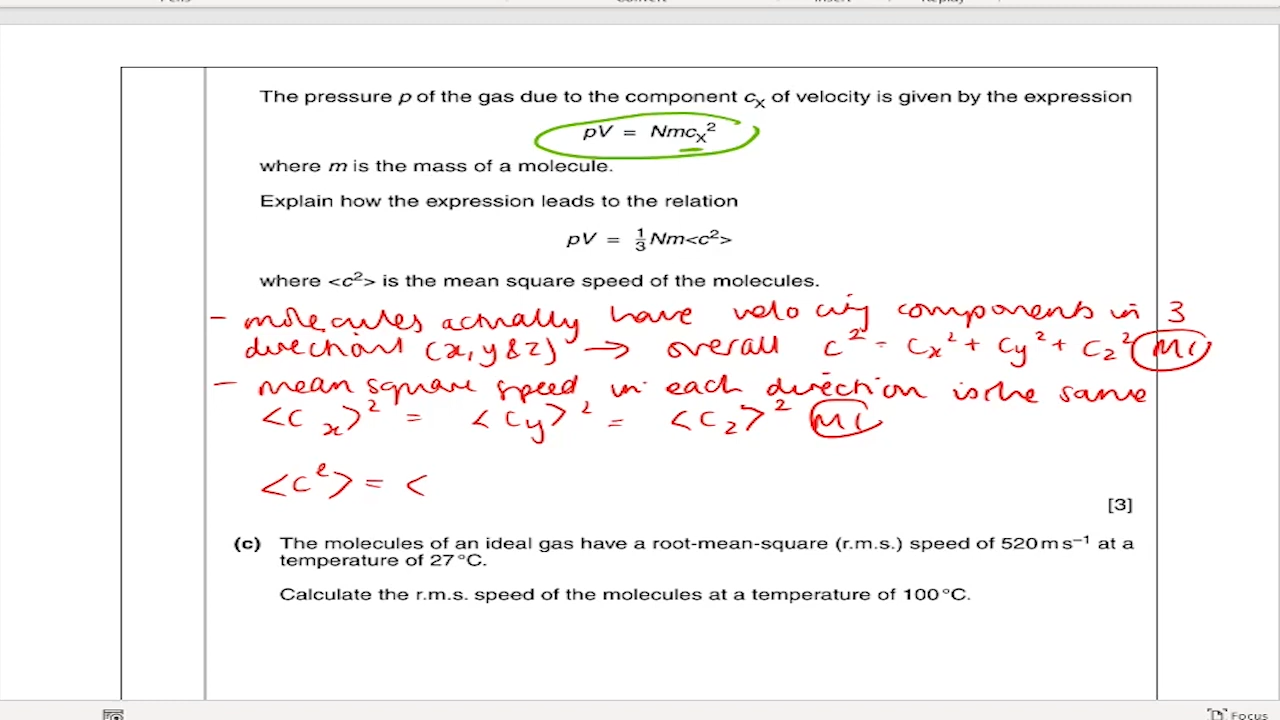 The pressure p of the gas due to the component cₓ of velocity is given by the expression
pV = Nmcₓ²
where m is the mass of a molecule.
Explain how the expression leads to the relation
pV = ⅓Nm<c²>
where <c²> is the mean square speed of the molecules.
- molecules actually have velocity components in 3
directions (x, y & z) → overall c² = cₓ² + cy² + cz² M1
- mean square speed in each direction is the same
<cₓ>² = <cy>² = <cz>² M1
<c²> = <
[3]
(c) The molecules of an ideal gas have a root-mean-square (r.m.s.) speed of 520 m s⁻¹ at a
temperature of 27 °C.
Calculate the r.m.s. speed of the molecules at a temperature of 100 °C.
Focus